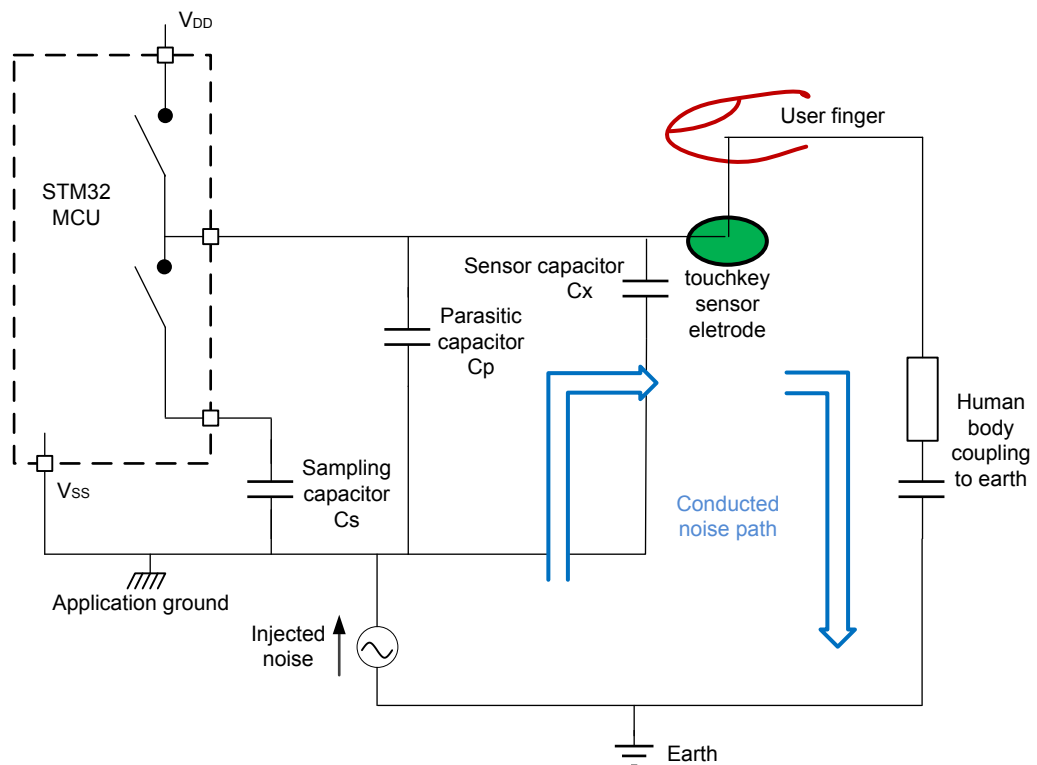 VDD
User finger
STM32
MCU
Sensor capacitor
Cx
touchkey
sensor
eletrode
Parasitic
capacitor
Cp
Human
body
coupling
to earth
Sampling
capacitor
Cs
VSS
Conducted
noise path
Application ground
Injected
noise
Earth